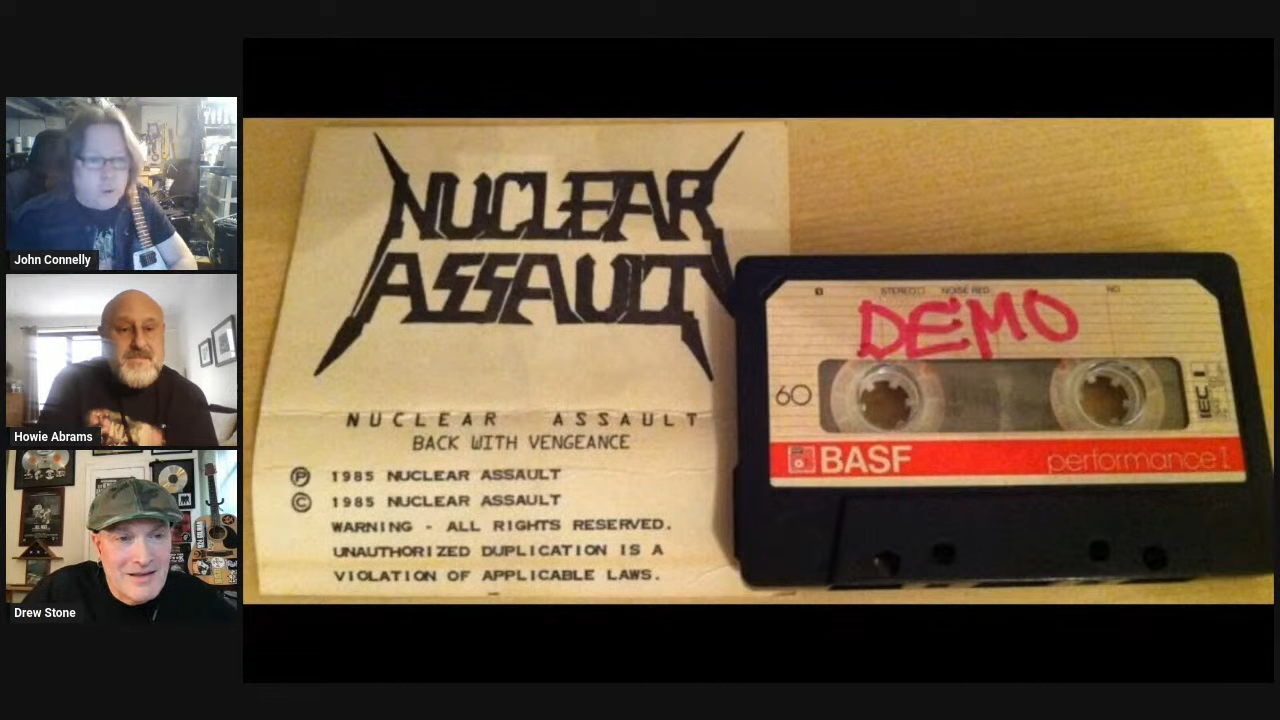 John Connelly
Howie Abrams
Drew Stone
NUCLEAR
ASSAULT
NUCLEAR ASSAULT
BACK WITH VENGEANCE
Ⓟ 1985 NUCLEAR ASSAULT
© 1985 NUCLEAR ASSAULT
WARNING - ALL RIGHTS RESERVED.
UNAUTHORIZED DUPLICATION IS A
VIOLATION OF APPLICABLE LAWS.
STEREO NOISE RED. NO.
DEMO
60
IEC I
BASF performance I